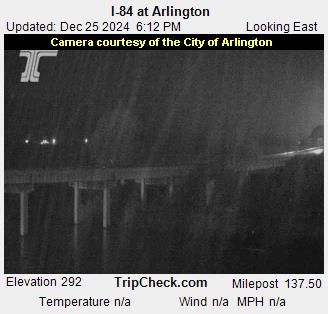 I-84 at Arlington
Updated: Dec 25 2024 6:12 PM Looking East
Camera courtesy of the City of Arlington
Elevation 292 TripCheck.com Milepost 137.50
Temperature n/a Wind n/a MPH n/a